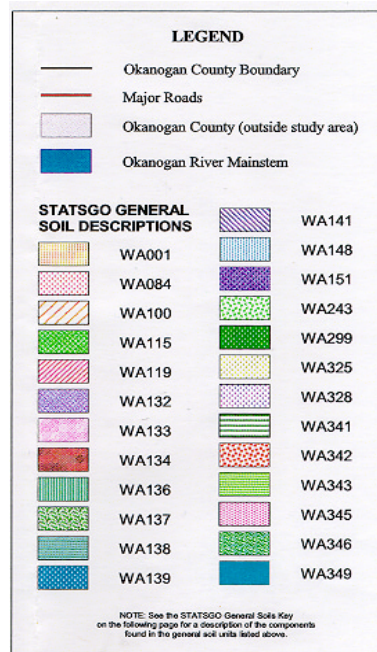 LEGEND
Okanogan County Boundary
Major Roads
Okanogan County (outside study area)
Okanogan River Mainstem
STATSGO GENERAL
SOIL DESCRIPTIONS
WA001
WA084
WA100
WA115
WA119
WA132
WA133
WA134
WA136
WA137
WA138
WA139
WA141
WA148
WA151
WA243
WA299
WA325
WA328
WA341
WA342
WA343
WA345
WA346
WA349
NOTE: See the STATSGO General Soils Key
on the following page for a description of the components
found in the general soil units listed above.